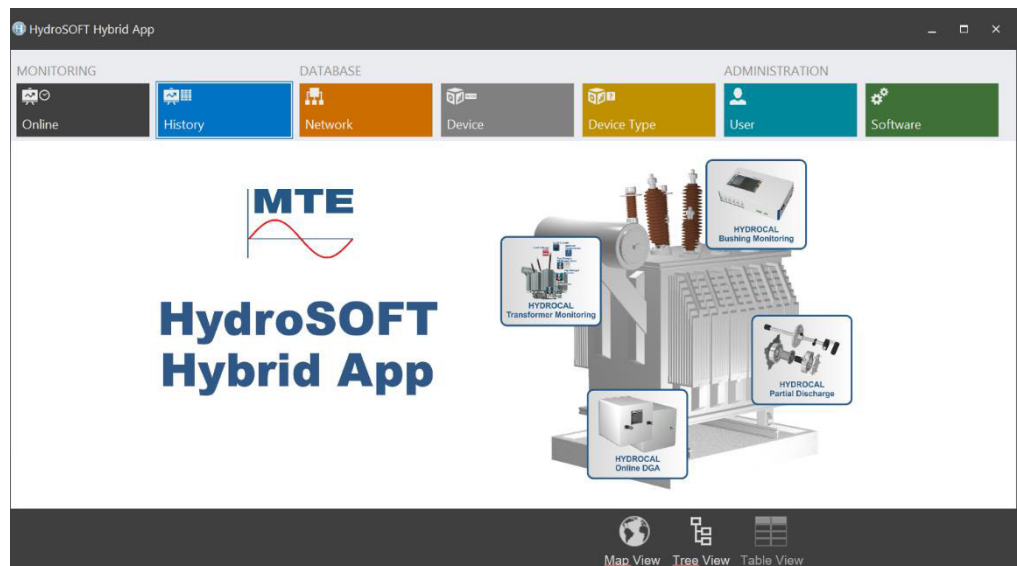 HydroSOFT Hybrid App
MONITORING
DATABASE
ADMINISTRATION
Online
History
Network
Device
Device Type
User
Software
MTE
HydroSOFT
Hybrid App
HYDROCAL
Bushing Monitoring
HYDROCAL
Transformer Monitoring
HYDROCAL
Partial Discharge
HYDROCAL
Online DGA
Map View
Tree View
Table View